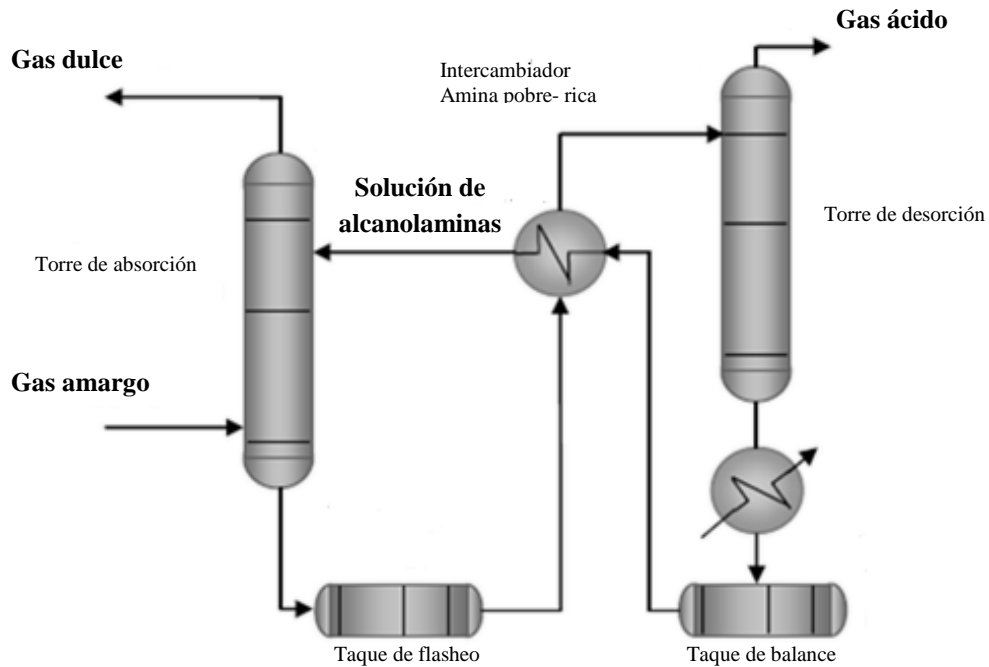 Gas ácido
Gas dulce
Intercambiador
Amina pobre- rica
Solución de
alcanolaminas
Torre de desorción
Torre de absorción
Gas amargo
Taque de flasheo
Taque de balance